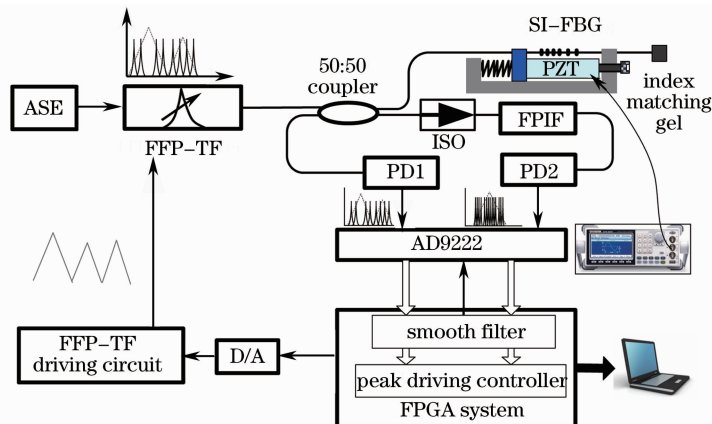 SI-FBG
50:50
coupler
PZT
ASE
index
matching
gel
FFP-TF
ISO
FPIF
PD1
PD2
AD9222
smooth filter
FFP-TF
driving circuit
D/A
peak driving controller
FPGA system